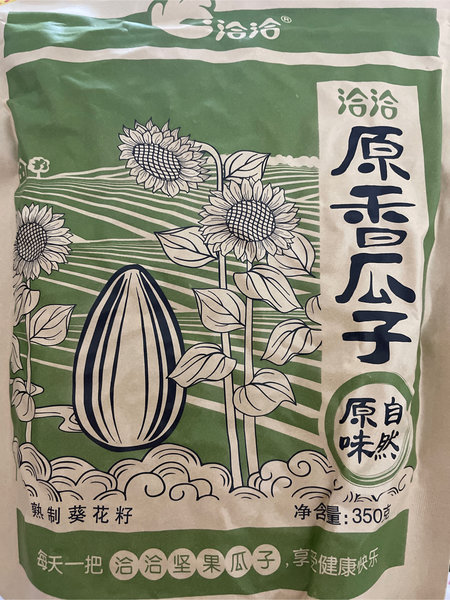 洽洽®
洽洽
原香瓜子
自然
原味
熟制葵花籽
净含量:350克
每天一把 洽洽坚果瓜子,享受健康快乐